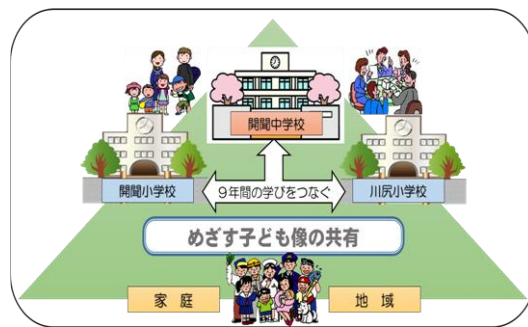 開聞中学校
開聞小学校
9年間の学びをつなぐ
川尻小学校
めざす子ども像の共有
家 庭
地 域